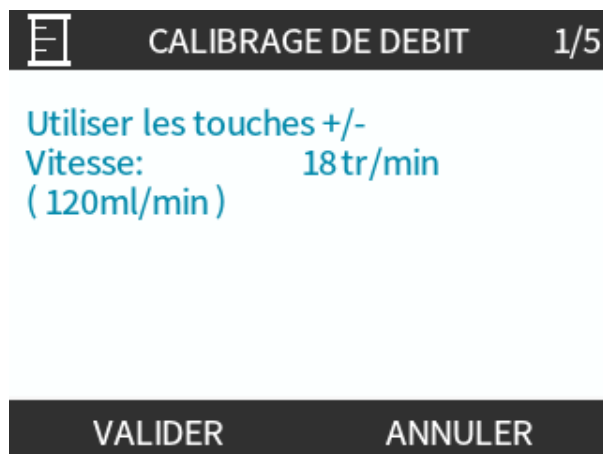 CALIBRAGE DE DEBIT 1/5
Utiliser les touches +/-
Vitesse: 18 tr/min
( 120ml/min )
VALIDER ANNULER